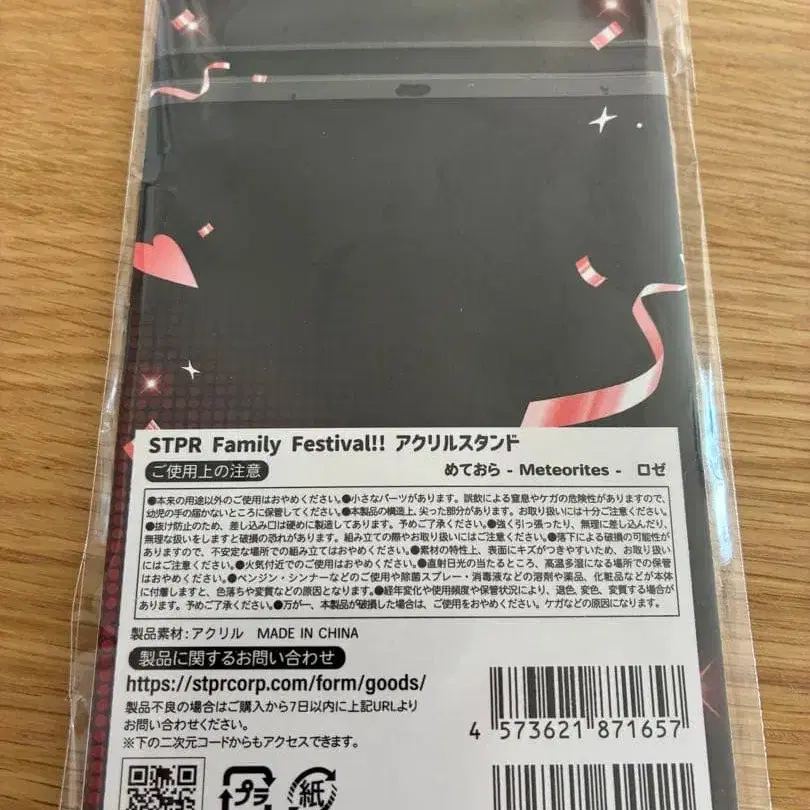 STPR Family Festival!! アクリルスタンド
ご使用上の注意
めておら - Meteorites - ロゼ
●本来の用途以外のご使用はおやめください。●小さなパーツがあります。誤飲による窒息やケガの危険性がありますので、
幼児の手の届かないところに保管してください。●本製品の構造上、尖った部分があります。お取り扱いには十分ご注意ください。
●抜け防止のため、差し込み口は硬めに製造してあります。予めご了承ください。●強く引っ張ったり、無理に差し込んだり、
無理な扱いをしますと破損の恐れがあります。組み立ての際やお取り扱いにはご注意ください。●落下による破損の可能性が
ありますので、不安定な場所での組み立てはおやめください。●素材の特性上、表面にキズがつきやすいため、お取り扱い
にはご注意ください。●火気付近でのご使用はおやめください。●直射日光の当たるところ、高温多湿になる場所での保管
はおやめください。●ベンジン・シンナーなどのご使用や除菌スプレー・消毒液などの溶剤や薬品、化粧品などが本体
に付着しますと、色落ちや変質などの原因となります。●経年変化や使用頻度や保管状況により、退色、変色、変質する場合が
あります。予めご了承ください。●万が一、本製品が破損した場合は、ご使用をおやめください。ケガなどの原因になります。
製品素材:アクリル MADE IN CHINA
製品に関するお問い合わせ
https://stprcorp.com/form/goods/
製品不良の場合はご購入から7日以内に上記URLより
お問い合わせください。
※下の二次元コードからもアクセスできます。
4 573621 871657
プラ
紙